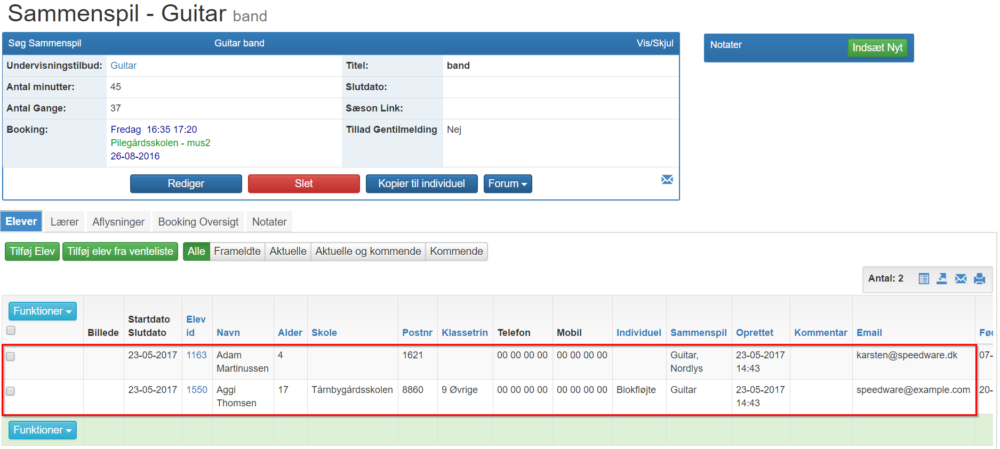 Sammenspil - Guitar band
Søg Sammenspil Guitar band Vis/Skjul
Notater Indsæt Nyt
Undervisningstilbud: Guitar Titel: band
Antal minutter: 45 Slutdato:
Antal Gange: 37 Sæson Link:
Booking: Fredag 16:35 17:20 Tillad Gentilmelding Nej
Pilegårdsskolen - mus2
26-08-2016
Rediger Slet Kopier til individuel Forum
Elever Lærer Aflysninger Booking Oversigt Notater
Tilføj Elev Tilføj elev fra venteliste Alle Frameldte Aktuelle Aktuelle og kommende Kommende
Antal: 2
Funktioner
Startdato Elev
Billede Slutdato id Navn Alder Skole Postnr Klassetrin Telefon Mobil Individuel Sammenspil Oprettet Kommentar Email Fød
23-05-2017 1163 Adam 4 1621 00 00 00 00 00 00 00 00 Guitar, 23-05-2017 karsten@speedware.dk 07-
Martinussen Nordlys 14:43
23-05-2017 1550 Aggi 17 Tårnbygårdsskolen 8860 9 Øvrige 00 00 00 00 00 00 00 00 Blokfløjte Guitar 23-05-2017 speedware@example.com 20-
Thomsen 14:43
Funktioner